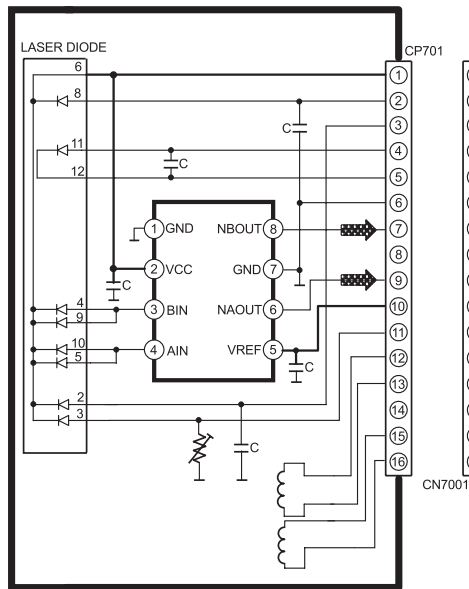 LASER DIODE
CP701
6
1
8
2
C
3
11
4
C
12
5
6
1 GND NBOUT 8
7
2 VCC GND 7
8
C
4
3 BIN NAOUT 6
9
9
10
10
4 AIN VREF 5
11
5
C
12
2
13
3
C
14
15
16
CN7001